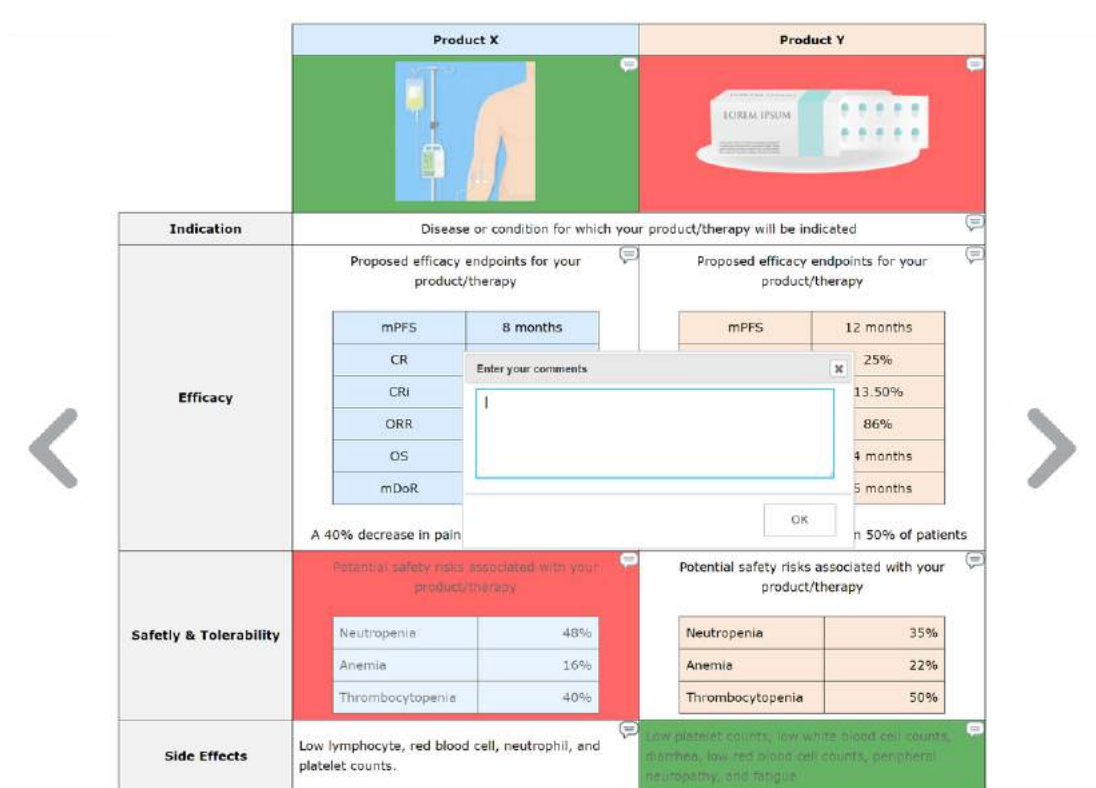 Product X
Product Y
LOREM IPSUM
Indication
Disease or condition for which your product/therapy will be indicated
Efficacy
Proposed efficacy endpoints for your
product/therapy
mPFS 8 months
CR
CRi
ORR
OS
mDoR
A 40% decrease in pain
Proposed efficacy endpoints for your
product/therapy
mPFS 12 months
25%
13.50%
86%
4 months
5 months
n 50% of patients
Enter your comments
OK
Safetly & Tolerability
Potential safety risks associated with your
product/therapy
Neutropenia 48%
Anemia 16%
Thrombocytopenia 40%
Potential safety risks associated with your
product/therapy
Neutropenia 35%
Anemia 22%
Thrombocytopenia 50%
Side Effects
Low lymphocyte, red blood cell, neutrophil, and
platelet counts.
Low platelet counts, low white blood cell counts,
diarrhea, low red blood cell counts, peripheral
neuropathy, and fatigue